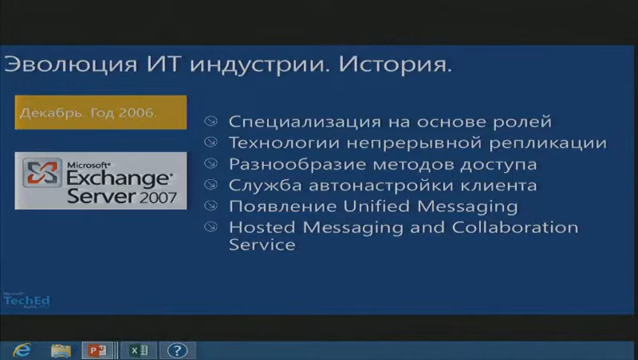 Эволюция ИТ индустрии. История.
Декабрь. Год 2006.
Microsoft®
Exchange
Server 2007
Специализация на основе ролей
Технологии непрерывной репликации
Разнообразие методов доступа
Служба автонастройки клиента
Появление Unified Messaging
Hosted Messaging and Collaboration
Service
Microsoft
TechEd